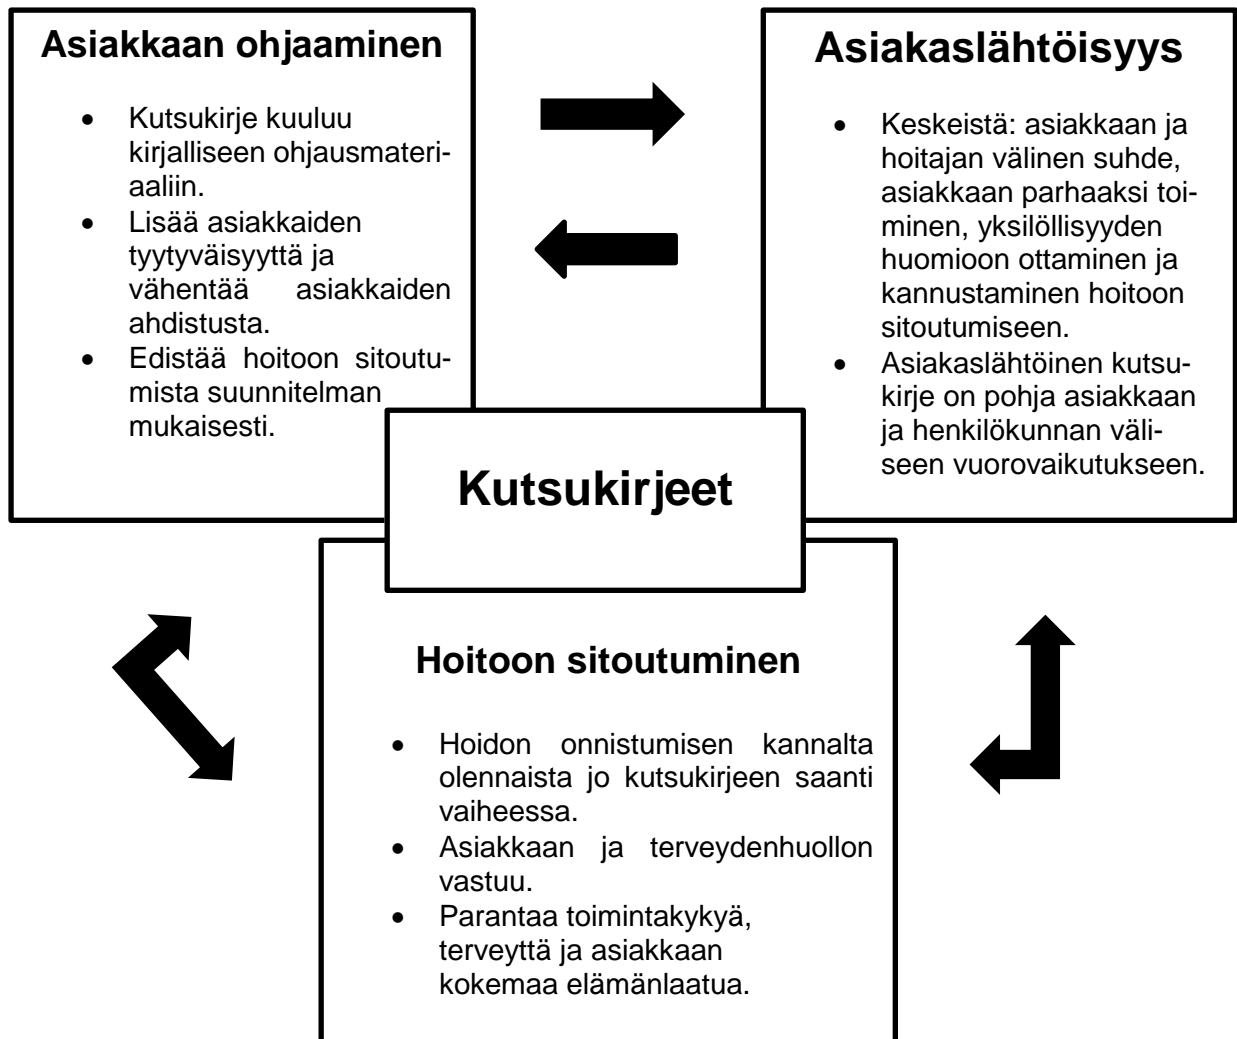 Asiakkaan ohjaaminen
• Kutsukirje kuuluu
kirjalliseen ohjausmateri-
aaliin.
• Lisää asiakkaiden
tyytyväisyyttä ja
vähentää asiakkaiden
ahdistusta.
• Edistää hoitoon sitoutu-
mista suunnitelman
mukaisesti.
Asiakaslähtöisyys
• Keskeistä: asiakkaan ja
hoitajan välinen suhde,
asiakkaan parhaaksi toi-
minen, yksilöllisyyden
huomioon ottaminen ja
kannustaminen hoitoon
sitoutumiseen.
• Asiakaslähtöinen kutsu-
kirje on pohja asiakkaan
ja henkilökunnan väli-
seen vuorovaikutukseen.
Kutsukirjeet
Hoitoon sitoutuminen
• Hoidon onnistumisen kannalta
olennaista jo kutsukirjeen saanti
vaiheessa.
• Asiakkaan ja terveydenhuollon
vastuu.
• Parantaa toimintakykyä,
terveyttä ja asiakkaan
kokemaa elämänlaatua.